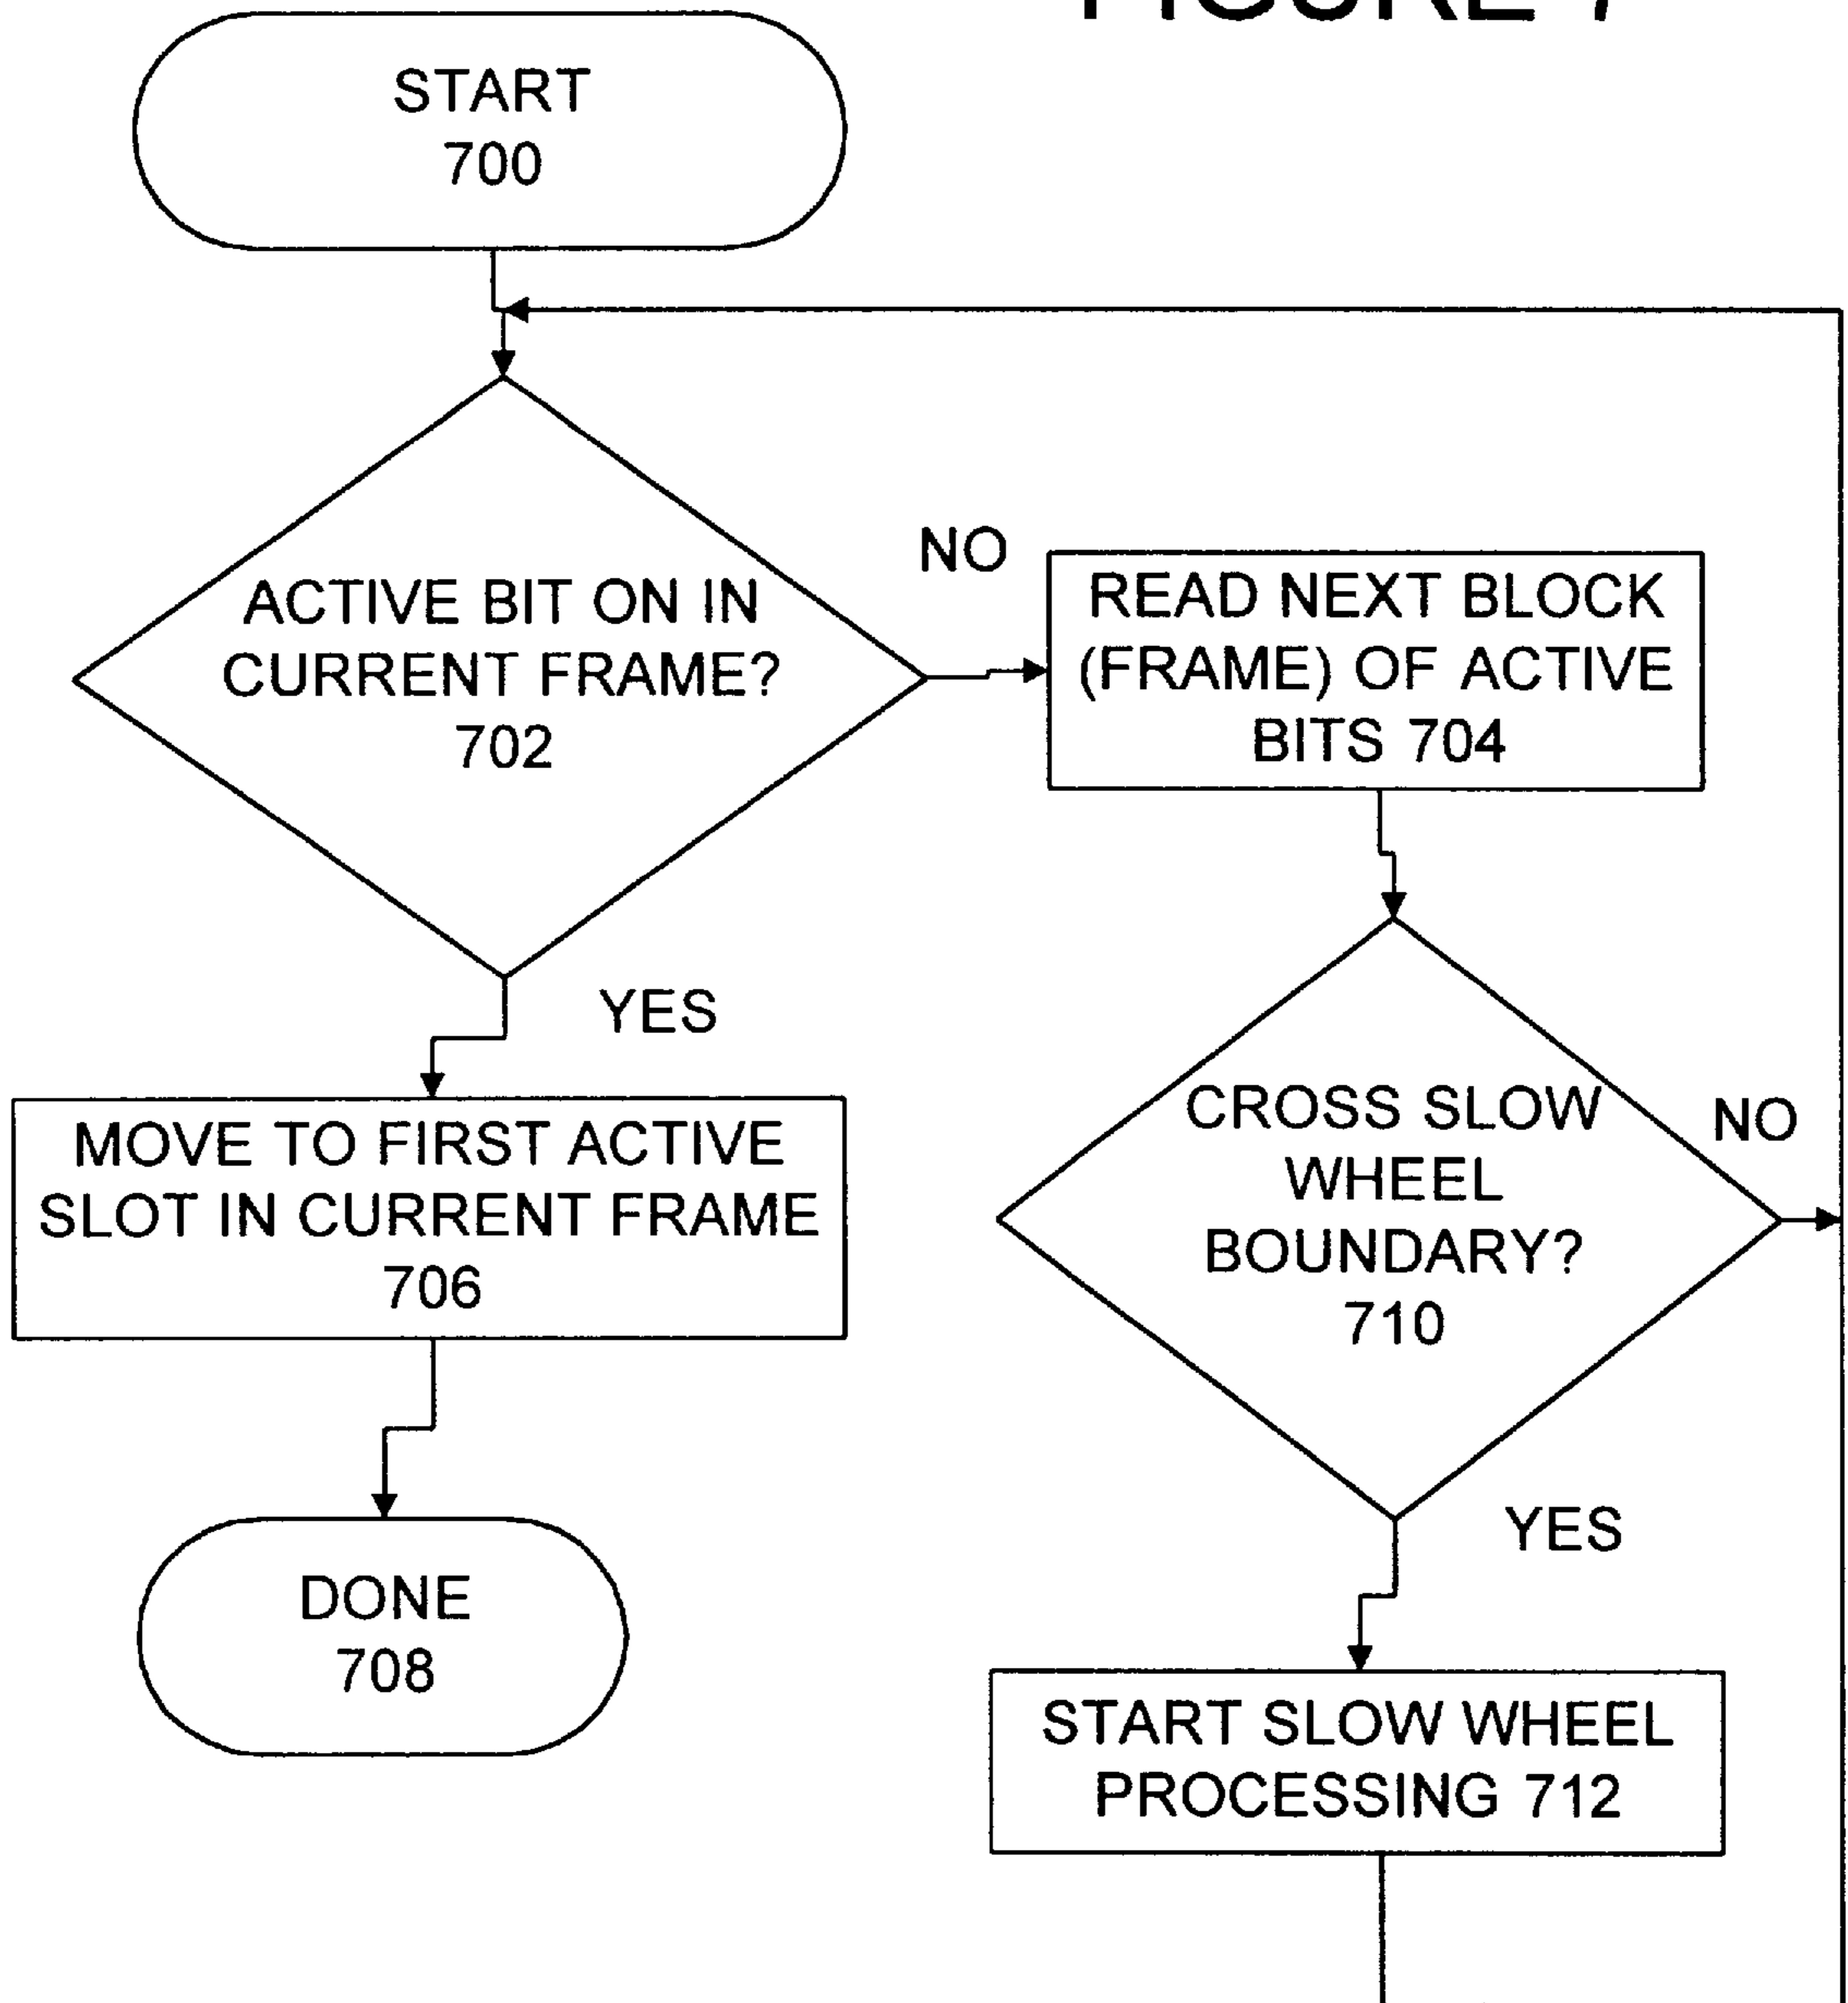 FIGURE 7
START
700
ACTIVE BIT ON IN
CURRENT FRAME?
702
NO
READ NEXT BLOCK
(FRAME) OF ACTIVE
BITS 704
YES
MOVE TO FIRST ACTIVE
SLOT IN CURRENT FRAME
706
CROSS SLOW
WHEEL
BOUNDARY?
710
NO
DONE
708
YES
START SLOW WHEEL
PROCESSING 712